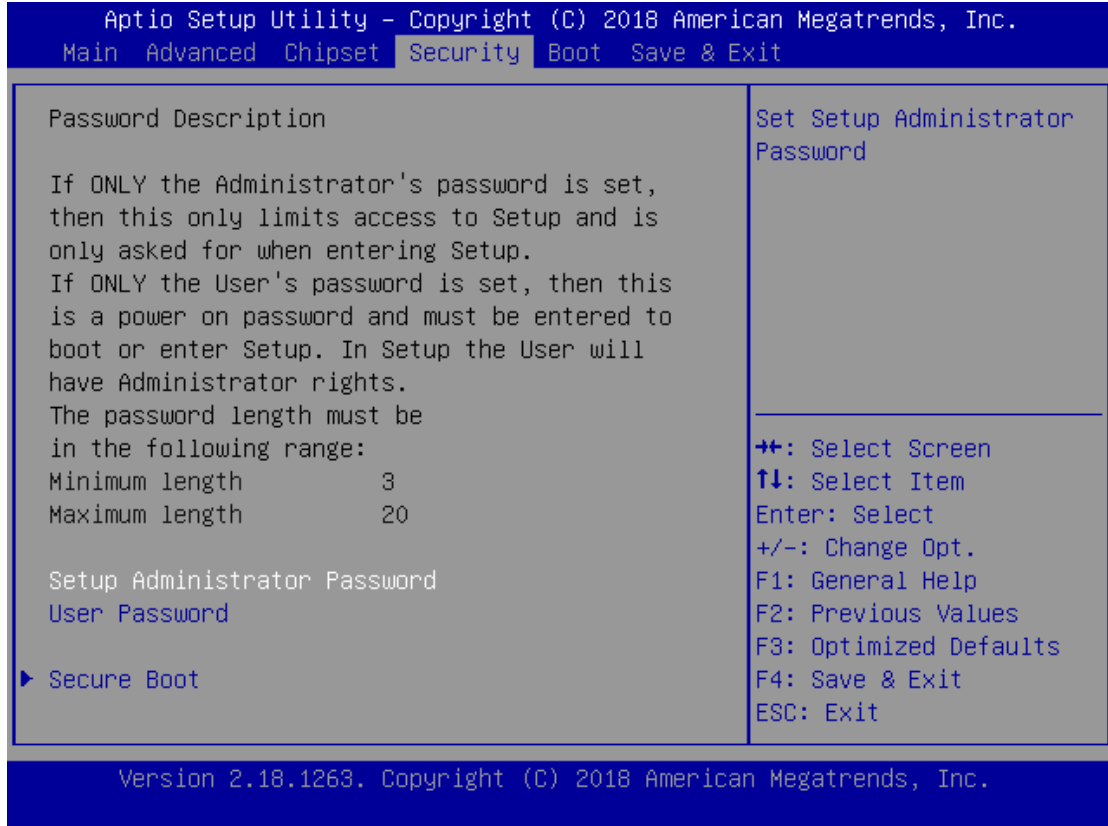 Aptio Setup Utility – Copyright (C) 2018 American Megatrends, Inc.
Main Advanced Chipset Security Boot Save & Exit
Password Description
If ONLY the Administrator's password is set,
then this only limits access to Setup and is
only asked for when entering Setup.
If ONLY the User's password is set, then this
is a power on password and must be entered to
boot or enter Setup. In Setup the User will
have Administrator rights.
The password length must be
in the following range:
Minimum length 3
Maximum length 20
Setup Administrator Password
User Password
Secure Boot
Set Setup Administrator
Password
→←: Select Screen
↑↓: Select Item
Enter: Select
+/-: Change Opt.
F1: General Help
F2: Previous Values
F3: Optimized Defaults
F4: Save & Exit
ESC: Exit
Version 2.18.1263. Copyright (C) 2018 American Megatrends, Inc.